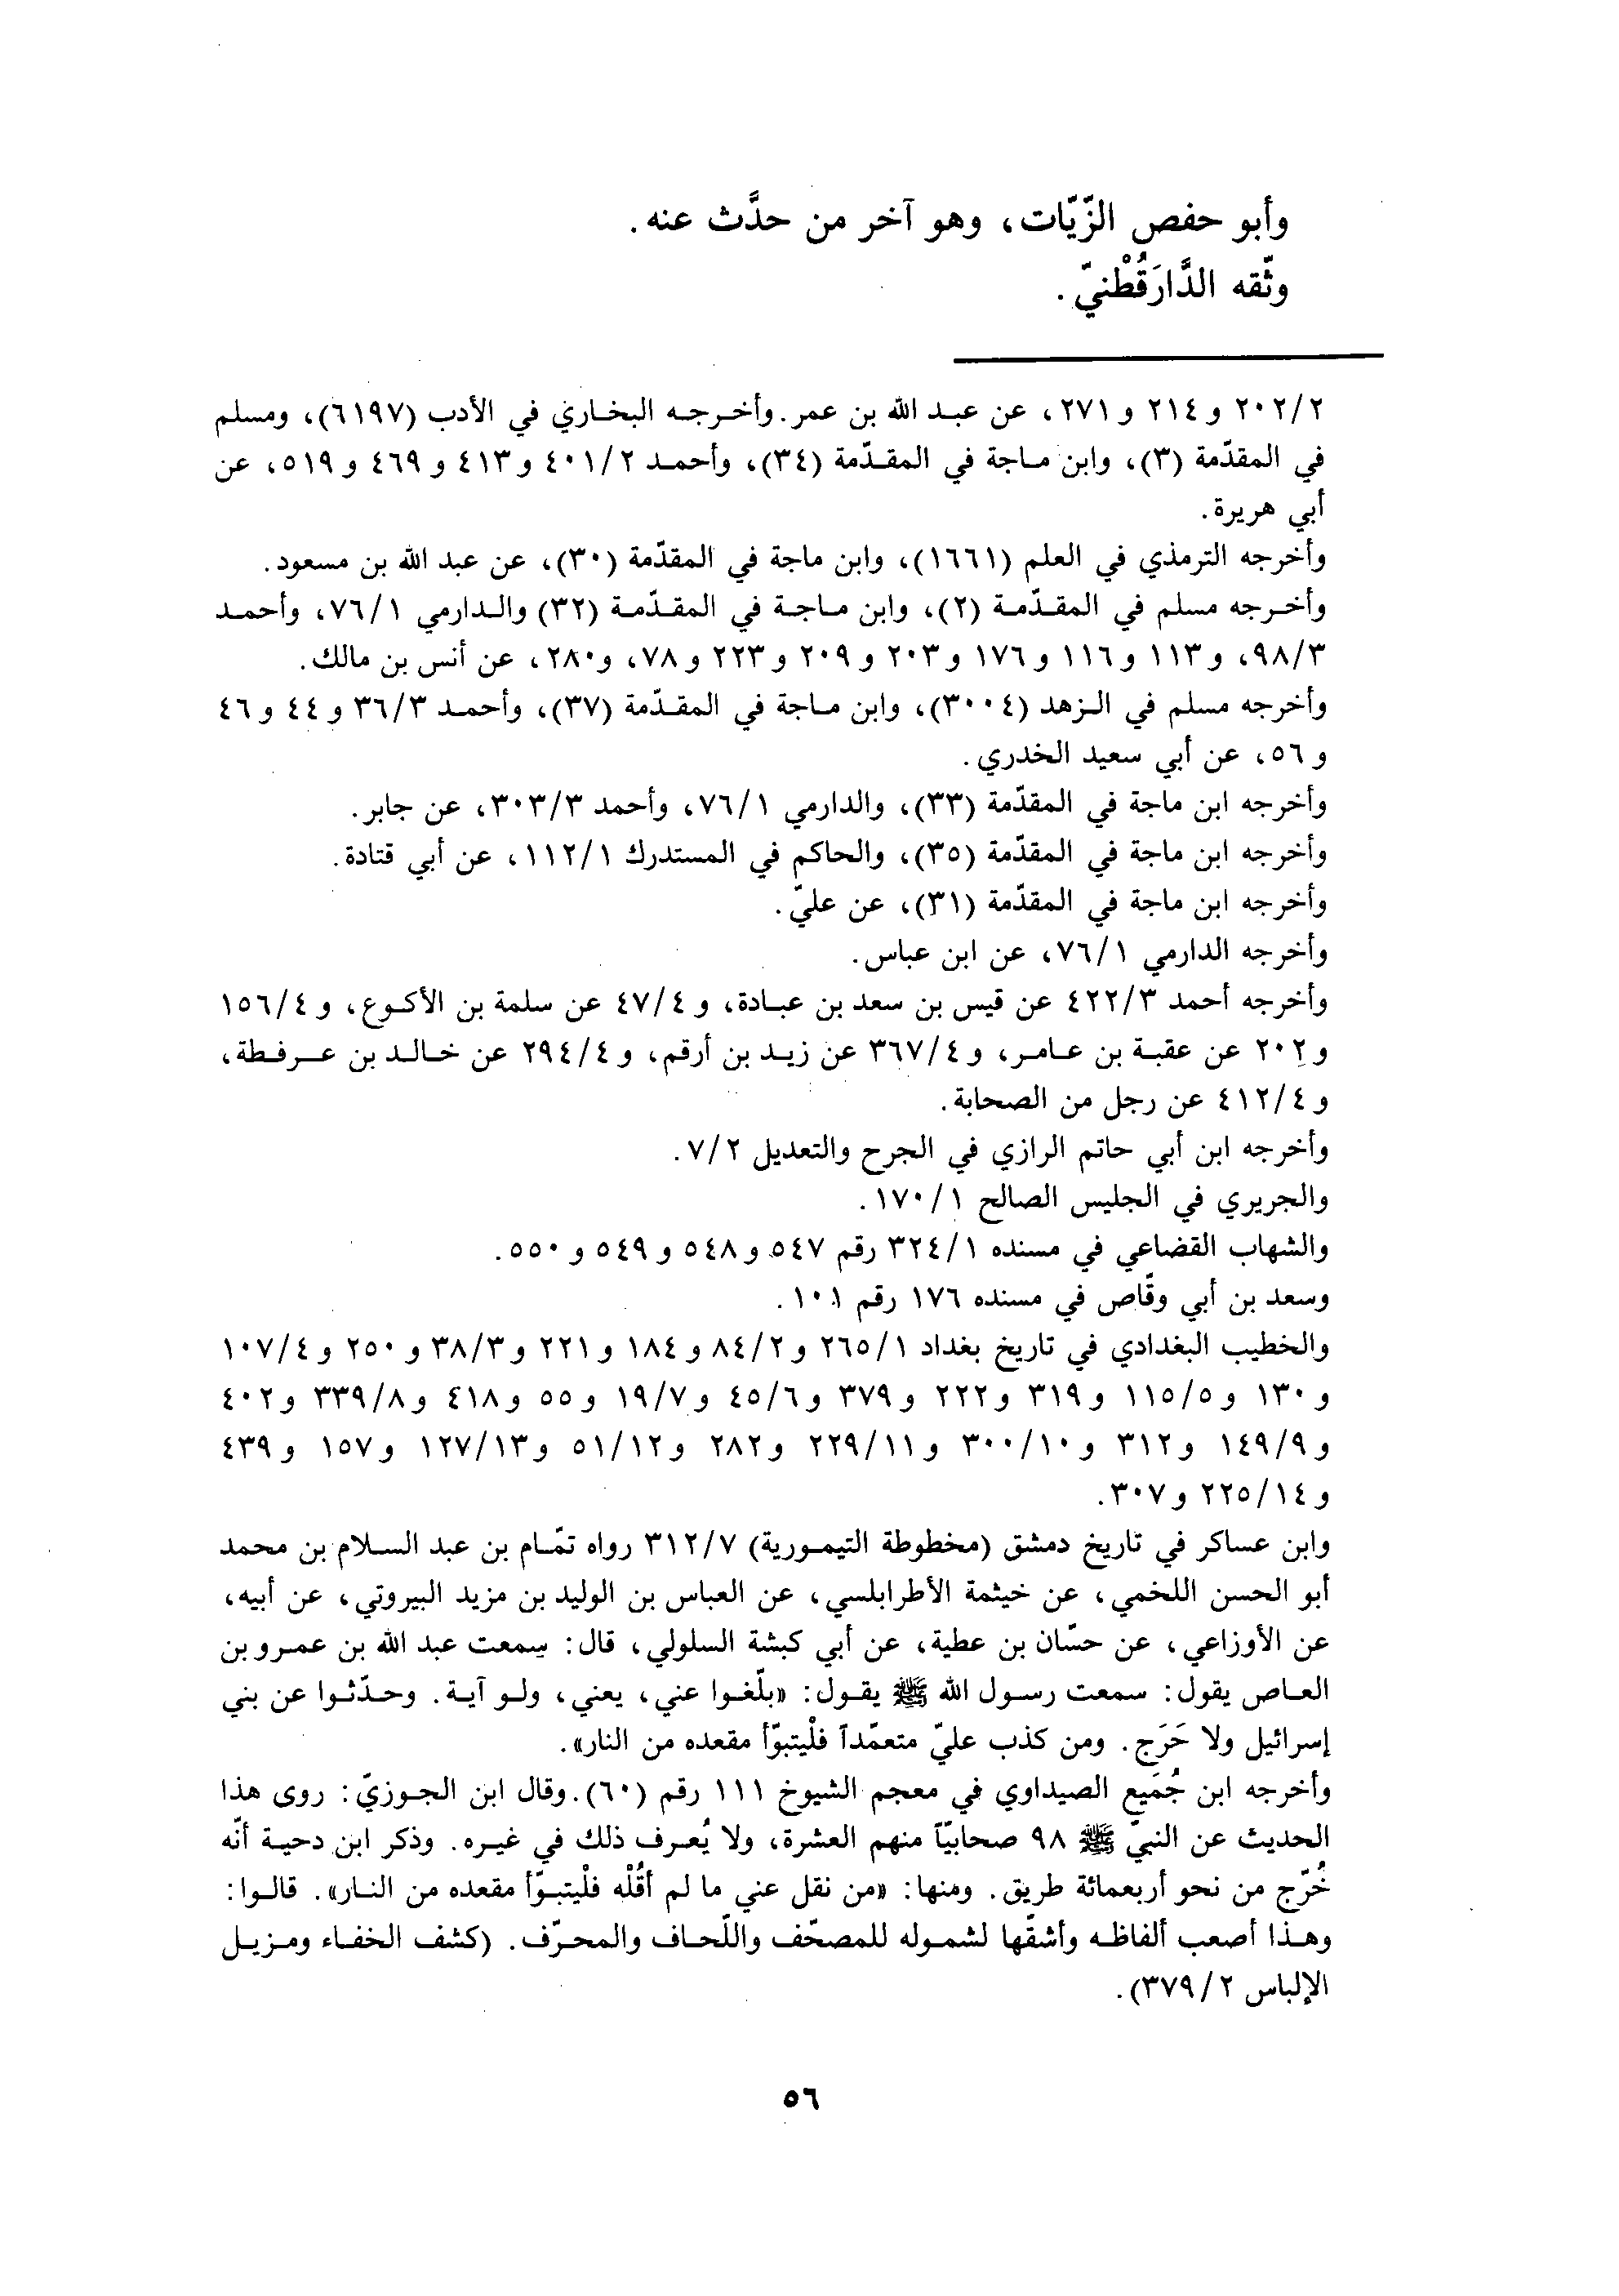 وأبو حفص الزّيّات، وهو آخر من حدَّث عنه.
وثّقه الدَّارَقُطْنيّ.
٢٠٢/٢ و٢١٤ و٢٧١، عن عبد الله بن عمر. وأخرجه البخاري في الأدب (٦١٩٧)، ومسلم
في المقدّمة (٣)، وابن ماجة في المقدّمة (٣٤)، وأحمد ٤٠١/٢ و٤١٣ و٤٦٩ و٥١٩، عن
أبي هريرة.
وأخرجه الترمذي في العلم (١٦٦١)، وابن ماجة في المقدّمة (٣٠)، عن عبد الله بن مسعود.
وأخرجه مسلم في المقدّمة (٢)، وابن ماجة في المقدّمة (٣٢) والدارمي ٧٦/١، وأحمد
٩٨/٣، و١١٣ و١١٦ و١٧٦ و٢٠٣ و٢٠٩ و٢٢٣ و٧٨، و٢٨٠، عن أنس بن مالك.
وأخرجه مسلم في الزهد (٣٠٠٤)، وابن ماجة في المقدّمة (٣٧)، وأحمد ٣٦/٣ و٤٤ و٤٦
و٥٦، عن أبي سعيد الخدري.
وأخرجه ابن ماجة في المقدّمة (٣٣)، والدارمي ٧٦/١، وأحمد ٣٠٣/٣، عن جابر.
وأخرجه ابن ماجة في المقدّمة (٣٥)، والحاكم في المستدرك ١١٢/١، عن أبي قتادة.
وأخرجه ابن ماجة في المقدّمة (٣١)، عن عليّ.
وأخرجه الدارمي ٧٦/١، عن ابن عباس.
وأخرجه أحمد ٤٢٢/٣ عن قيس بن سعد بن عبادة، و٤٧/٤ عن سلمة بن الأكوع، و١٥٦/٤
و٢٠٢ عن عقبة بن عامر، و٣٦٧/٤ عن زيد بن أرقم، و٢٩٤/٤ عن خالد بن عرفطة،
و٤١٢/٤ عن رجل من الصحابة.
وأخرجه ابن أبي حاتم الرازي في الجرح والتعديل ٧/٢.
والجريري في الجليس الصالح ١٧٠/١.
والشهاب القضاعي في مسنده ٣٢٤/١ رقم ٥٤٧ و٥٤٨ و٥٤٩ و٥٥٠.
وسعد بن أبي وقّاص في مسنده ١٧٦ رقم ١٠١.
والخطيب البغدادي في تاريخ بغداد ٢٦٥/١ و٨٤/٢ و١٨٤ و٢٢١ و٣٨/٣ و٢٥٠ و١٠٧/٤
و١٣٠ و١١٥/٥ و٣١٩ و٢٢٢ و٣٧٩ و٤٥/٦ و١٩/٧ و٥٥ و٤١٨ و٣٣٩/٨ و٤٠٢
و١٤٩/٩ و٣١٢ و٣٠٠/١٠ و٢٢٩/١١ و٢٨٢ و٥١/١٢ و١٢٧/١٣ و١٥٧ و٤٣٩
و٢٢٥/١٤ و٣٠٧.
وابن عساكر في تاريخ دمشق (مخطوطة التيمورية) ٣١٢/٧ رواه تمّام بن عبد السلام بن محمد
أبو الحسن اللخمي، عن خيثمة الأطرابلسي، عن العباس بن الوليد بن مزيد البيروتي، عن أبيه،
عن الأوزاعي، عن حسّان بن عطية، عن أبي كبشة السلولي، قال: سمعت عبد الله بن عمرو بن
العاص يقول: سمعت رسول الله ﷺ يقول: «بلّغوا عني، يعني، ولو آية. وحدّثوا عن بني
إسرائيل ولا حَرَج. ومن كذب عليّ متعمّداً فلْيتبوّأ مقعده من النار».
وأخرجه ابن جُمَيع الصيداوي في معجم الشيوخ ١١١ رقم (٦٠). وقال ابن الجوزيّ: روى هذا
الحديث عن النبيّ ﷺ ٩٨ صحابيّاً منهم العشرة، ولا يُعرف ذلك في غيره. وذكر ابن دحية أنّه
خُرّج من نحو أربعمائة طريق. ومنها: «من نقل عني ما لم أقُلْه فلْيتبوّأ مقعده من النار». قالوا:
وهذا أصعب ألفاظه وأشقّها لشموله للمصحّف واللّحاف والمحرّف. (كشف الخفاء ومزيل
الإلباس ٣٧٩/٢).
٥٦